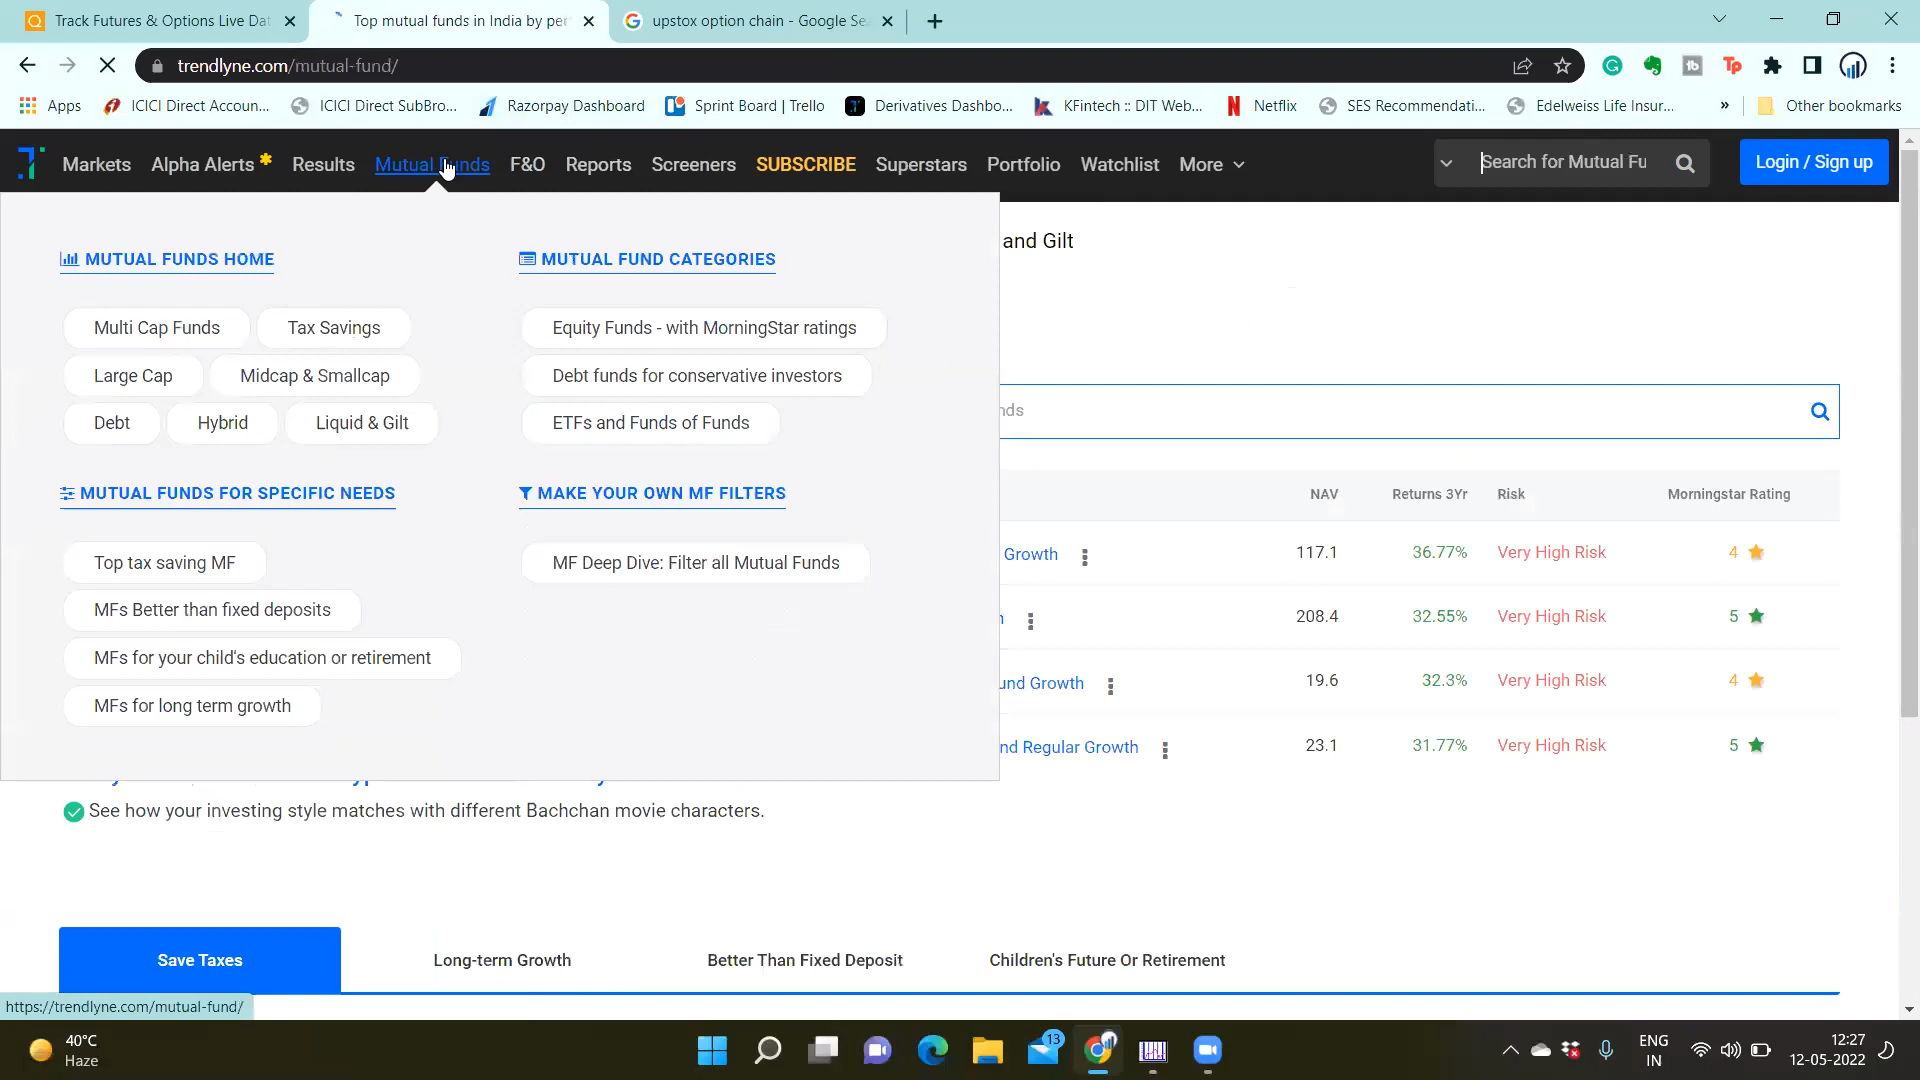 Track Futures & Options Live Dat
Top mutual funds in India by per
upstox option chain - Google Sea
trendlyne.com/mutual-fund/
Apps
ICICI Direct Accoun...
ICICI Direct SubBro...
Razorpay Dashboard
Sprint Board | Trello
Derivatives Dashbo...
KFintech :: DIT Web...
Netflix
SES Recommendati...
Edelweiss Life Insur...
»
Other bookmarks
Markets
Alpha Alerts
Results
Mutual Funds
F&O
Reports
Screeners
SUBSCRIBE
Superstars
Portfolio
Watchlist
More
Search for Mutual Fu
Login / Sign up
and Gilt
MUTUAL FUNDS HOME
MUTUAL FUND CATEGORIES
Multi Cap Funds
Tax Savings
Equity Funds - with MorningStar ratings
Large Cap
Midcap & Smallcap
Debt funds for conservative investors
Debt
Hybrid
Liquid & Gilt
ETFs and Funds of Funds
MUTUAL FUNDS FOR SPECIFIC NEEDS
MAKE YOUR OWN MF FILTERS
Top tax saving MF
MF Deep Dive: Filter all Mutual Funds
MFs Better than fixed deposits
MFs for your child's education or retirement
MFs for long term growth
NAV
Returns 3Yr
Risk
Morningstar Rating
Growth
117.1
36.77%
Very High Risk
4
208.4
32.55%
Very High Risk
5
und Growth
19.6
32.3%
Very High Risk
4
nd Regular Growth
23.1
31.77%
Very High Risk
5
See how your investing style matches with different Bachchan movie characters.
Save Taxes
Long-term Growth
Better Than Fixed Deposit
Children's Future Or Retirement
https://trendlyne.com/mutual-fund/
40°C
Haze
13
ENG
IN
12:27
12-05-2022